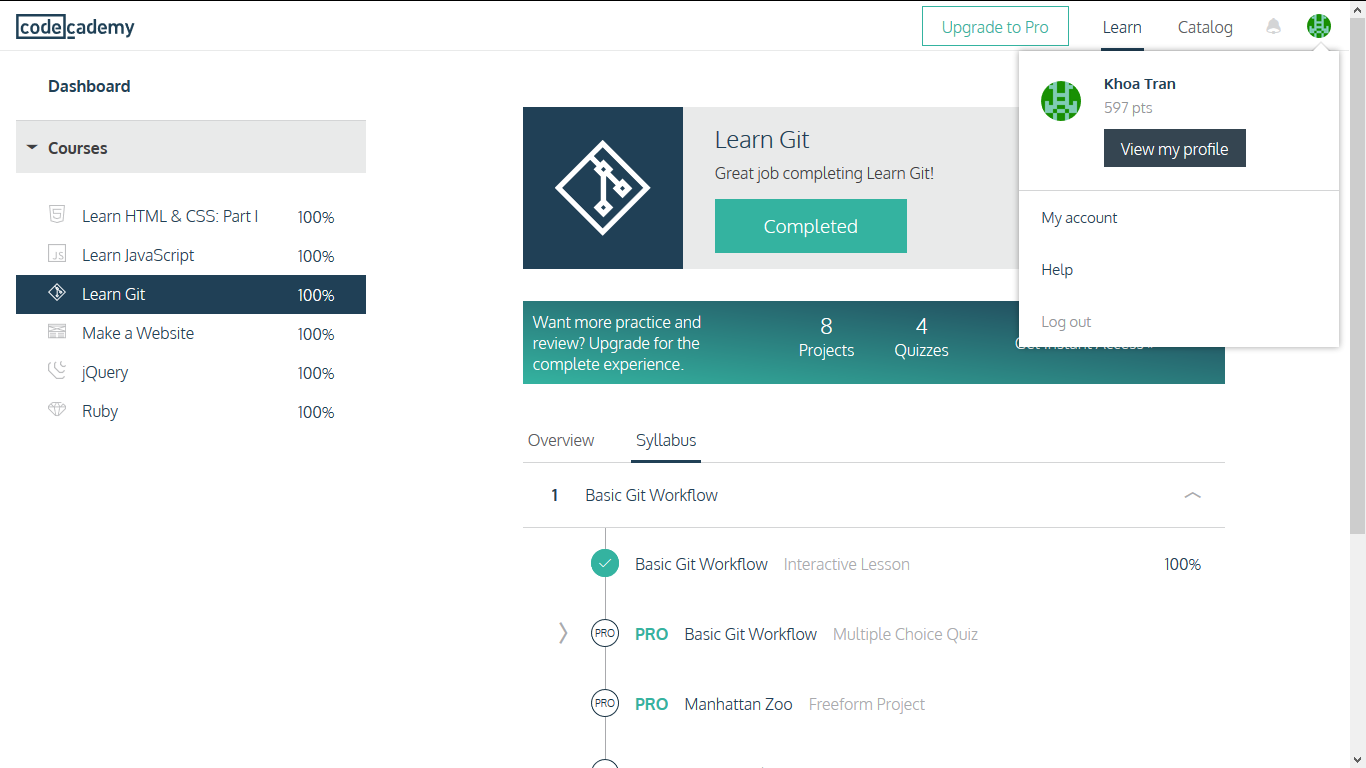 codecademy
Upgrade to Pro
Learn
Catalog
Khoa Tran
597 pts
View my profile
My account
Help
Log out
Dashboard
Courses
Learn HTML & CSS: Part I 100%
JS Learn JavaScript 100%
Learn Git 100%
Make a Website 100%
jQuery 100%
Ruby 100%
Learn Git
Great job completing Learn Git!
Completed
Want more practice and
review? Upgrade for the
complete experience.
8
Projects
4
Quizzes
Get Instant Access
Overview
Syllabus
1 Basic Git Workflow
Basic Git Workflow Interactive Lesson 100%
PRO PRO Basic Git Workflow Multiple Choice Quiz
PRO PRO Manhattan Zoo Freeform Project